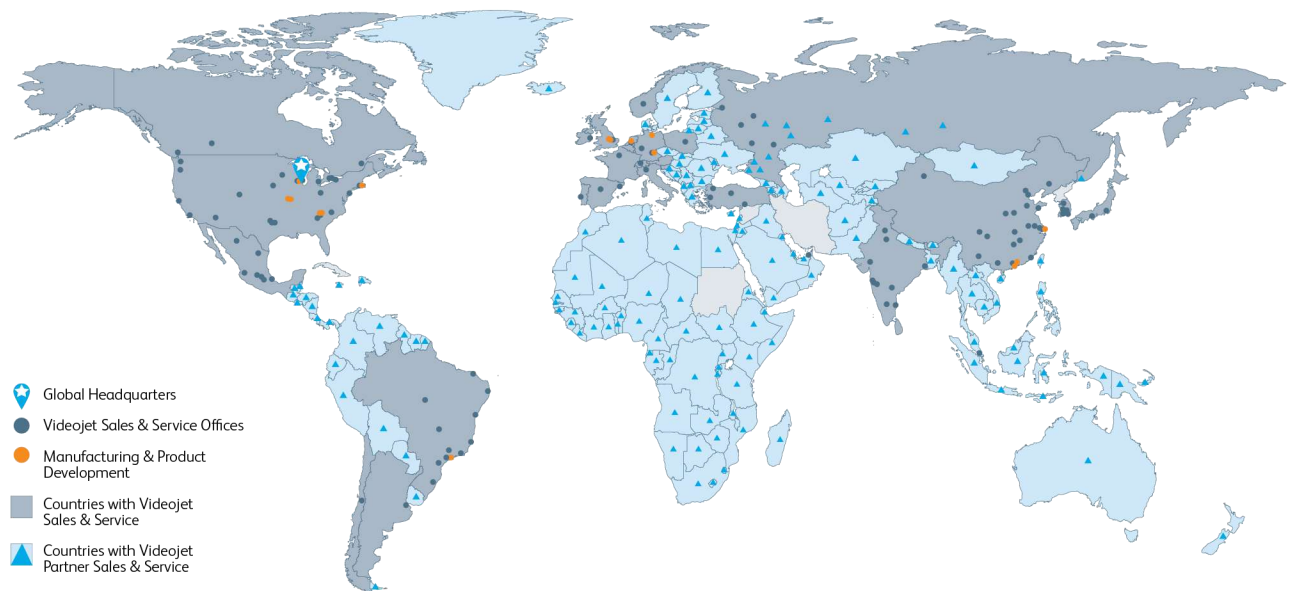 Global Headquarters
Videojet Sales & Service Offices
Manufacturing & Product
Development
Countries with Videojet
Sales & Service
Countries with Videojet
Partner Sales & Service